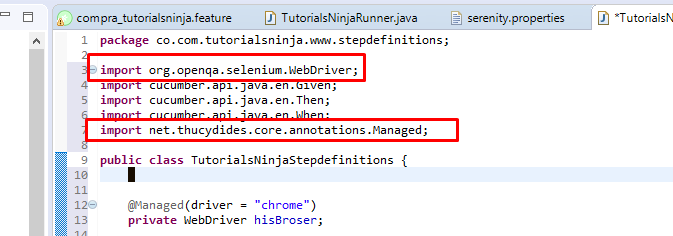 compra_tutorialsninja.feature TutorialsNinjaRunner.java serenity.properties *TutorialsN
1 package co.com.tutorialsninja.www.stepdefinitions;
2
3 import org.openqa.selenium.WebDriver;
4 import cucumber.api.java.en.Given;
5 import cucumber.api.java.en.Then;
6 import cucumber.api.java.en.When;
7 import net.thucydides.core.annotations.Managed;
8
9 public class TutorialsNinjaStepdefinitions {
10
11
12 @Managed(driver = "chrome")
13 private WebDriver hisBroser;
14